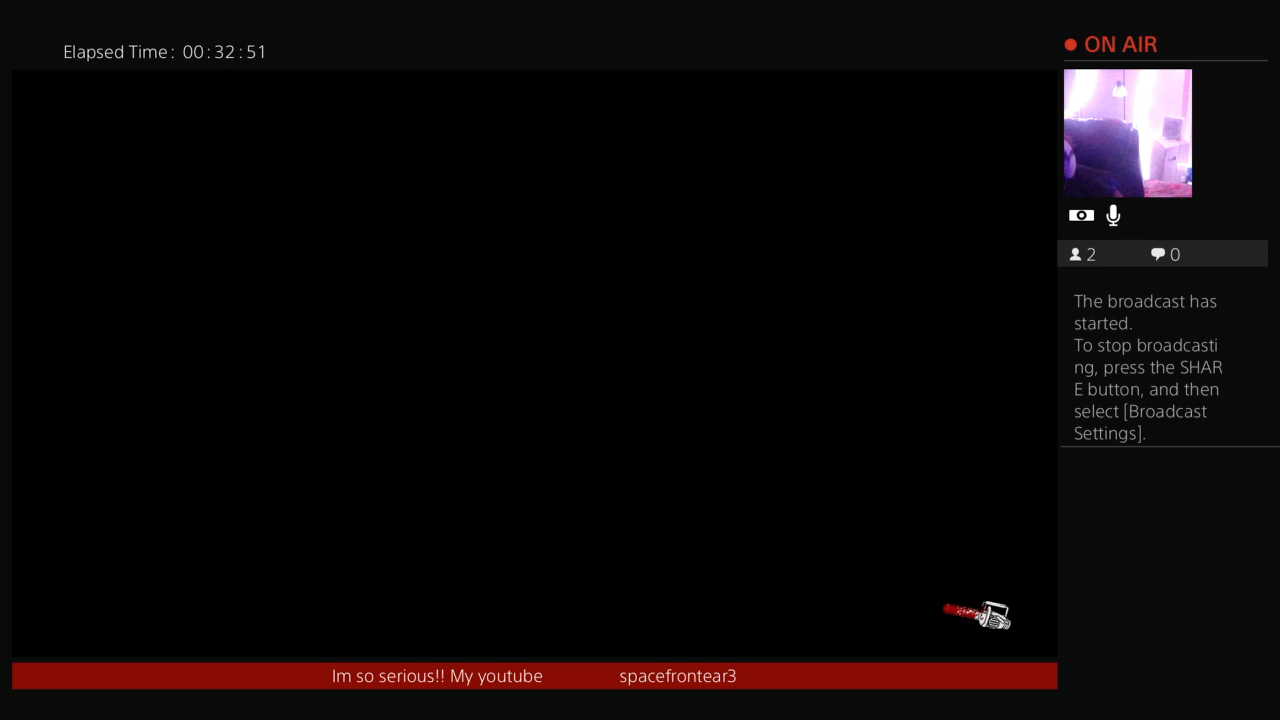 Elapsed Time: 00:32:51
ON AIR
2 0
The broadcast has
started.
To stop broadcasti
ng, press the SHAR
E button, and then
select [Broadcast
Settings].
Im so serious!! My youtube spacefrontear3